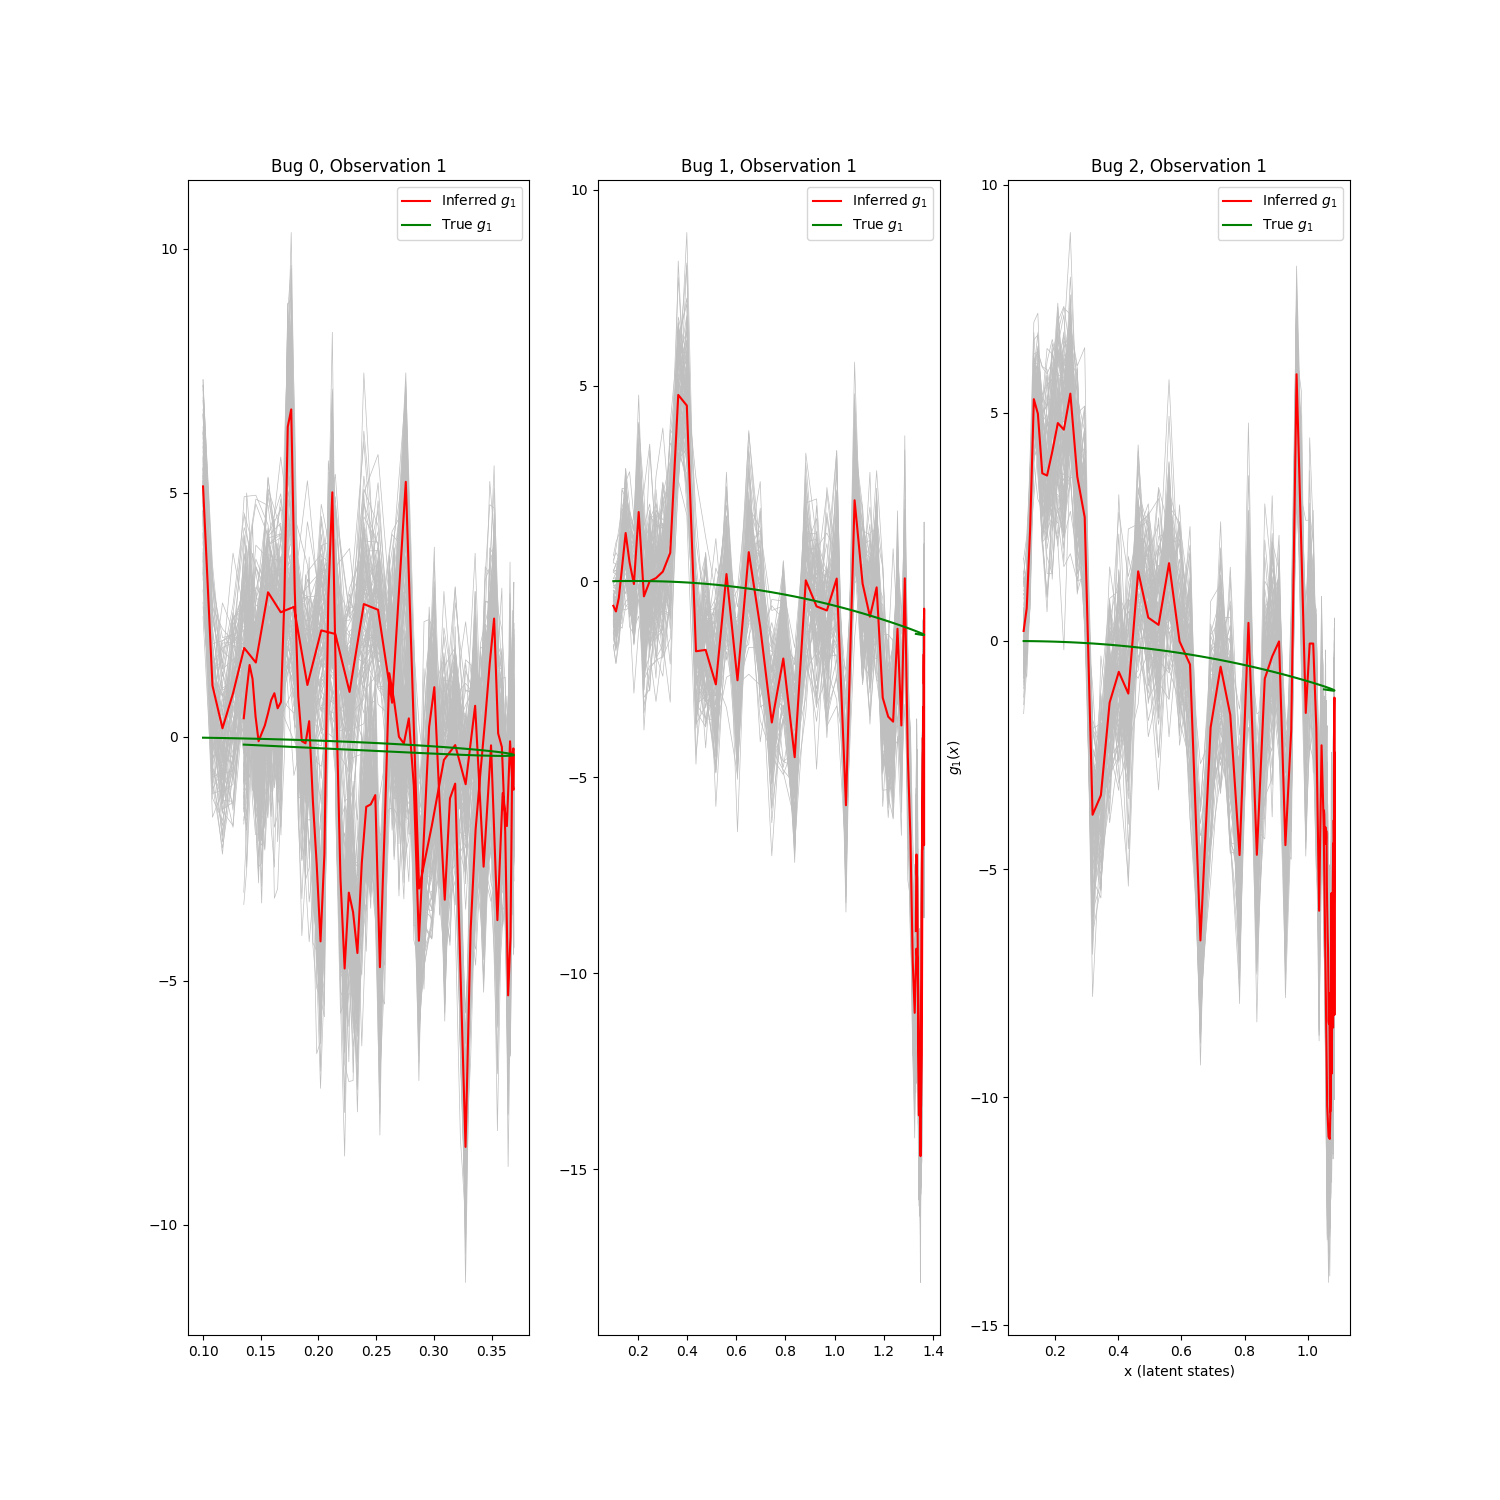 Bug 0, Observation 1
Inferred g₁
True g₁
10
5
0
−5
−10
0.10 0.15 0.20 0.25 0.30 0.35
Bug 1, Observation 1
Inferred g₁
True g₁
10
5
0
−5
−10
−15
0.2 0.4 0.6 0.8 1.0 1.2 1.4
Bug 2, Observation 1
Inferred g₁
True g₁
g₁(x)
10
5
0
−5
−10
−15
0.2 0.4 0.6 0.8 1.0
x (latent states)